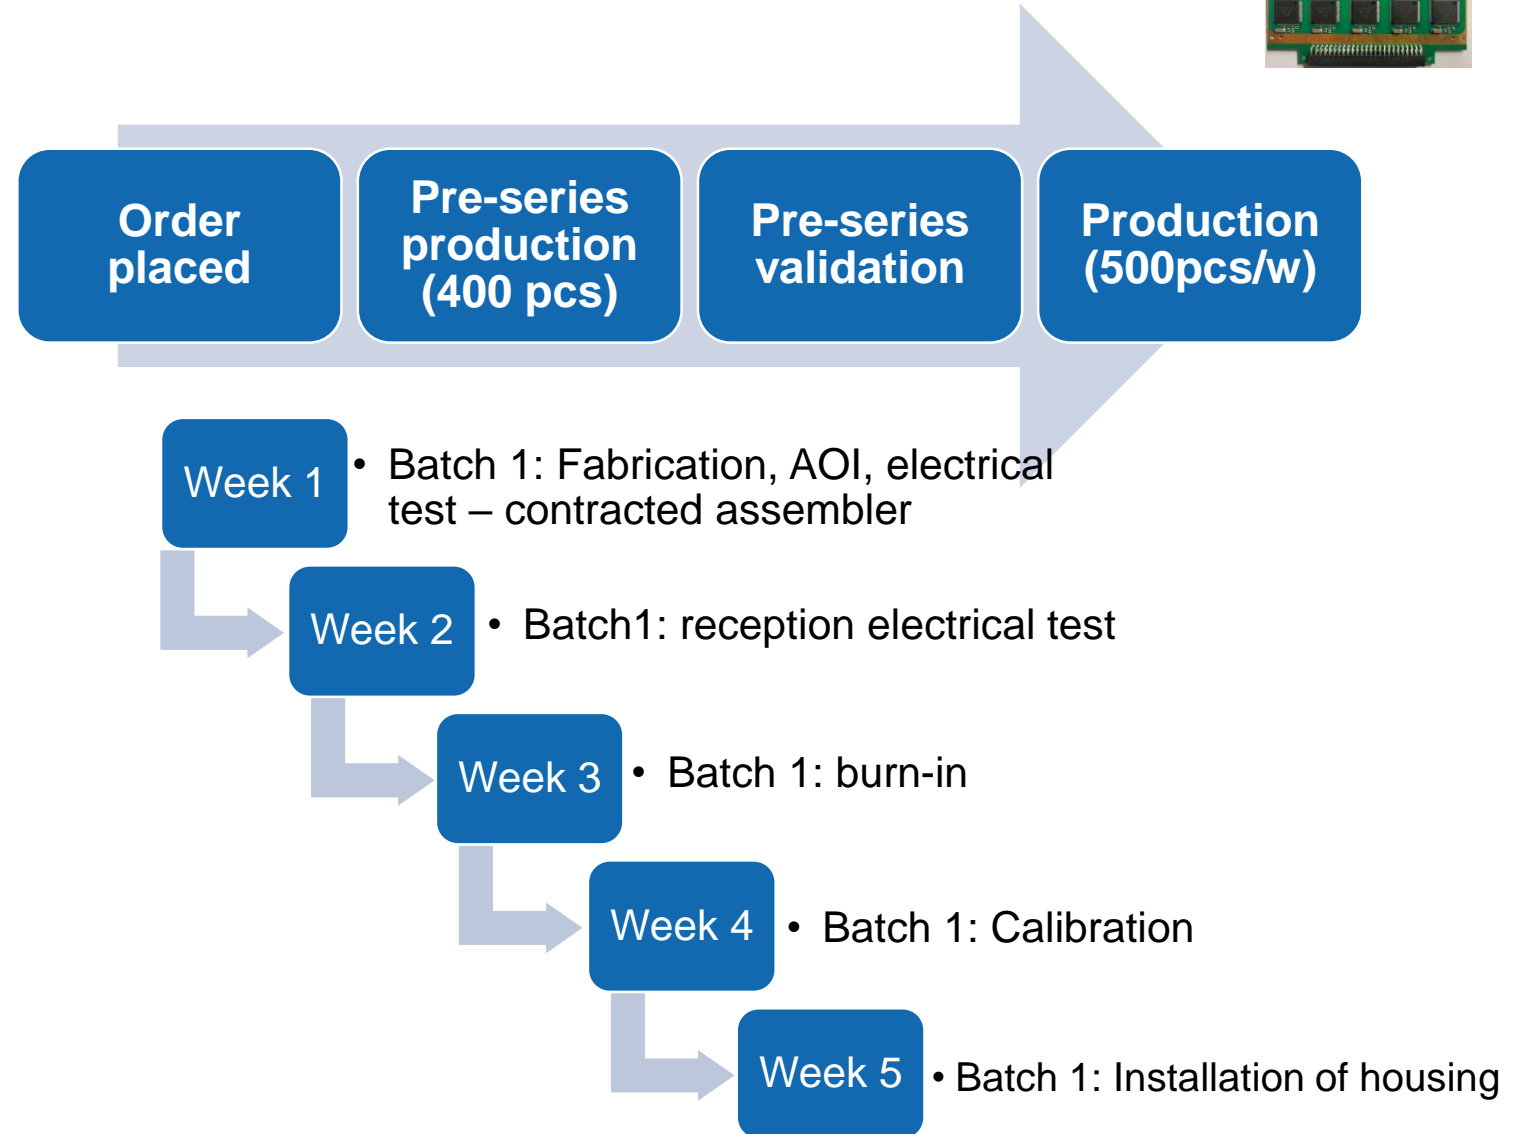 Order
placed
Pre-series
production
(400 pcs)
Pre-series
validation
Production
(500pcs/w)
Week 1
• Batch 1: Fabrication, AOI, electrical
test – contracted assembler
Week 2
• Batch1: reception electrical test
Week 3
• Batch 1: burn-in
Week 4
• Batch 1: Calibration
Week 5
• Batch 1: Installation of housing